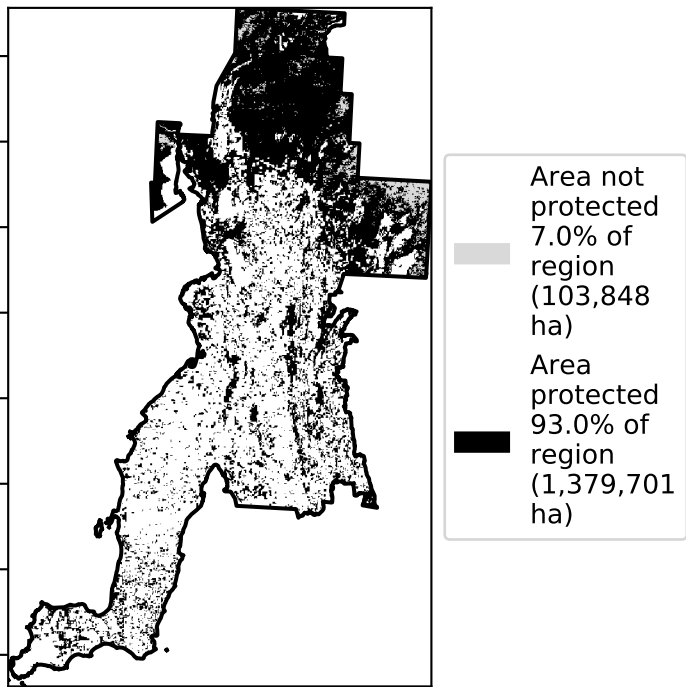 Area not
protected
7.0% of
region
(103,848
ha)
Area
protected
93.0% of
region
(1,379,701
ha)